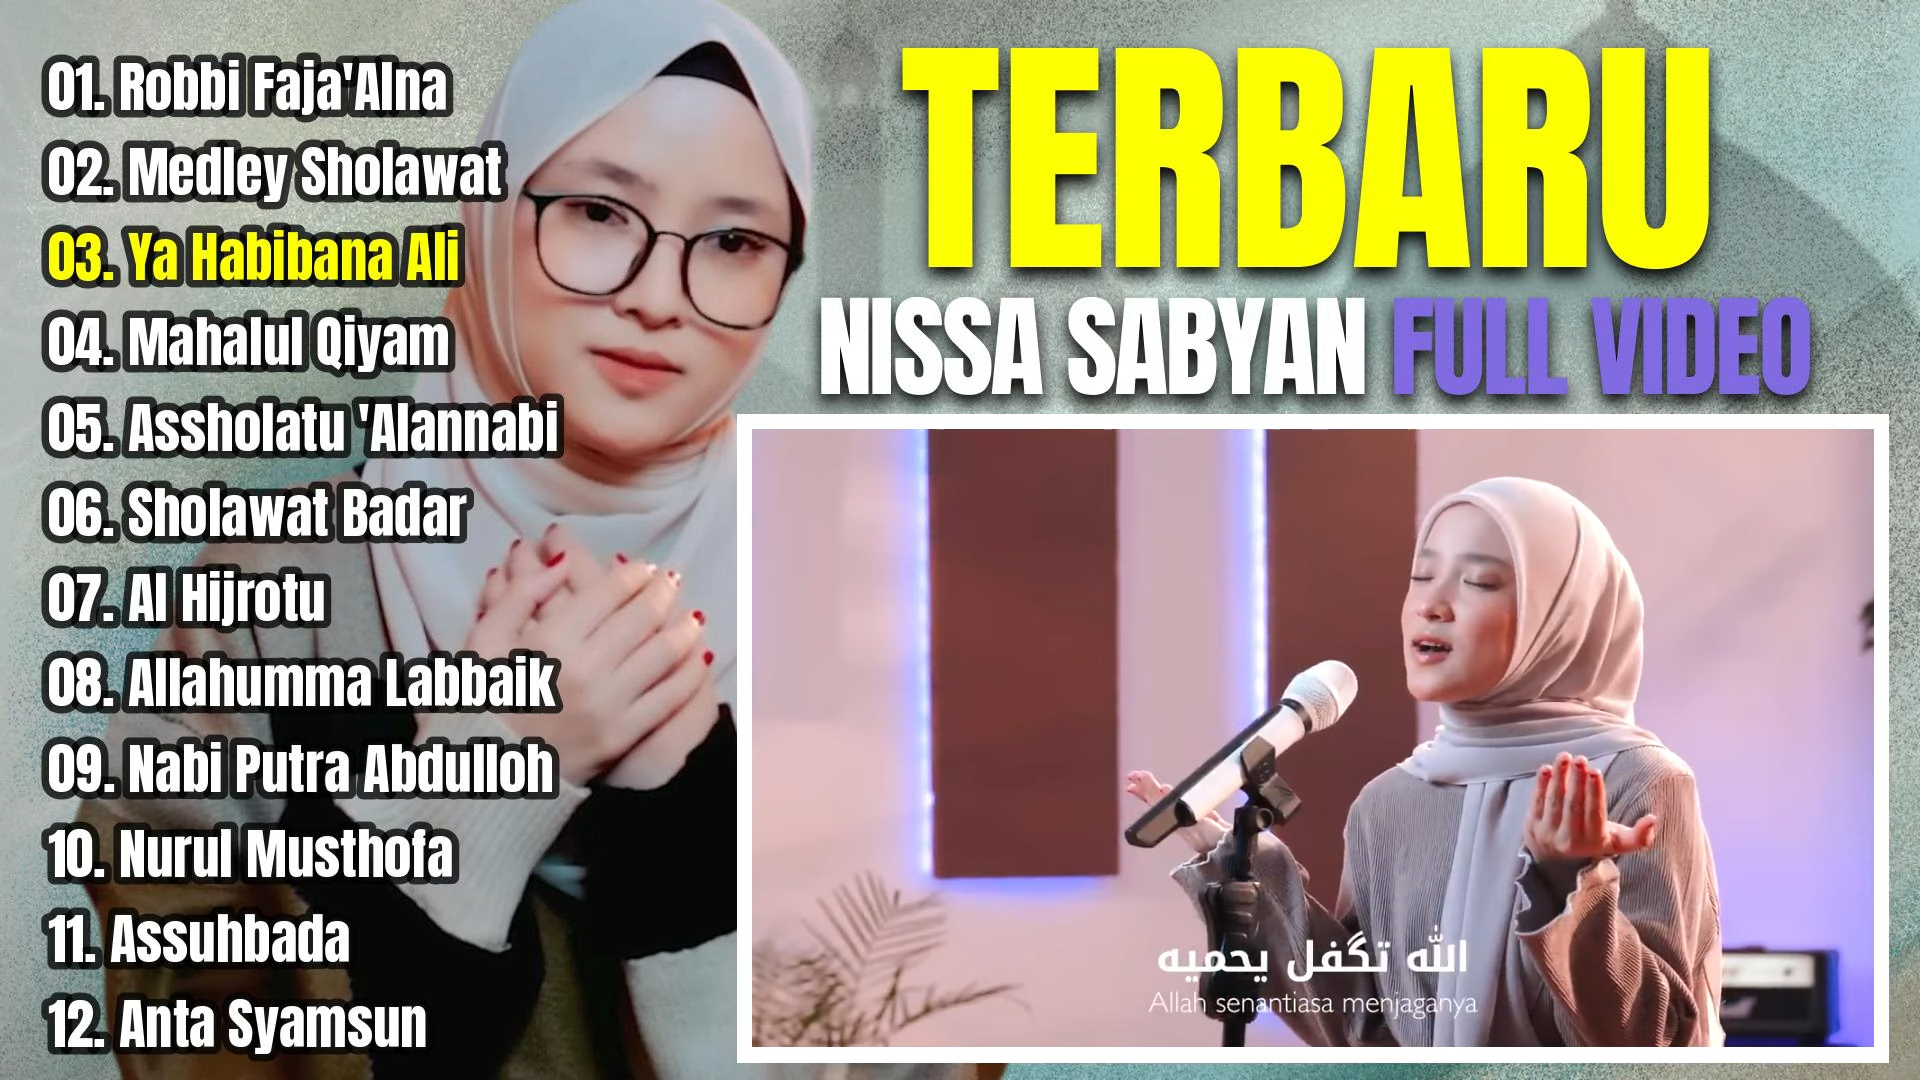 01. Robbi Faja'Alna
02. Medley Sholawat
03. Ya Habibana Ali
04. Mahalul Qiyam
05. Assholatu 'Alannabi
06. Sholawat Badar
07. Al Hijrotu
08. Allahumma Labbaik
09. Nabi Putra Abdulloh
10. Nurul Musthofa
11. Assuhbada
12. Anta Syamsun
TERBARU
NISSA SABYAN FULL VIDEO
الله تگفل يحميه
Allah senantiasa menjaganya